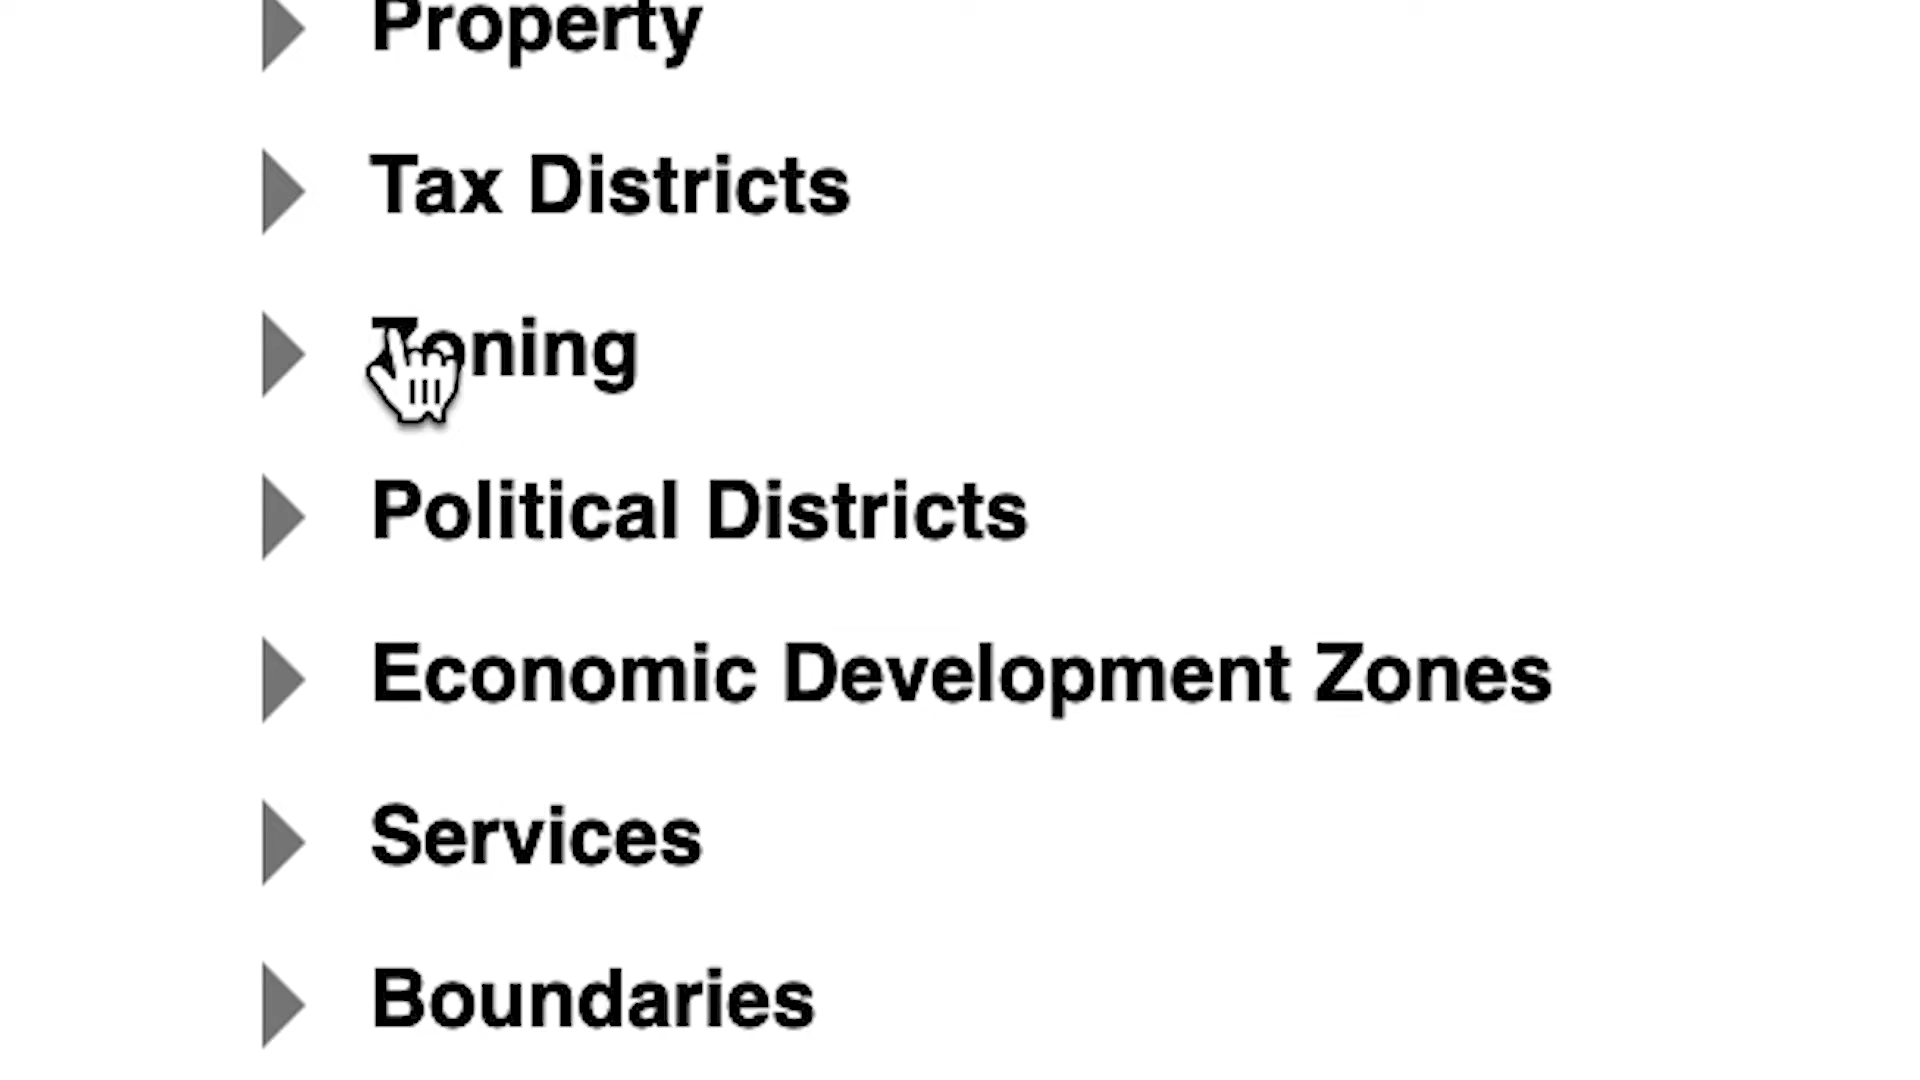 Property
Tax Districts
Zoning
Political Districts
Economic Development Zones
Services
Boundaries